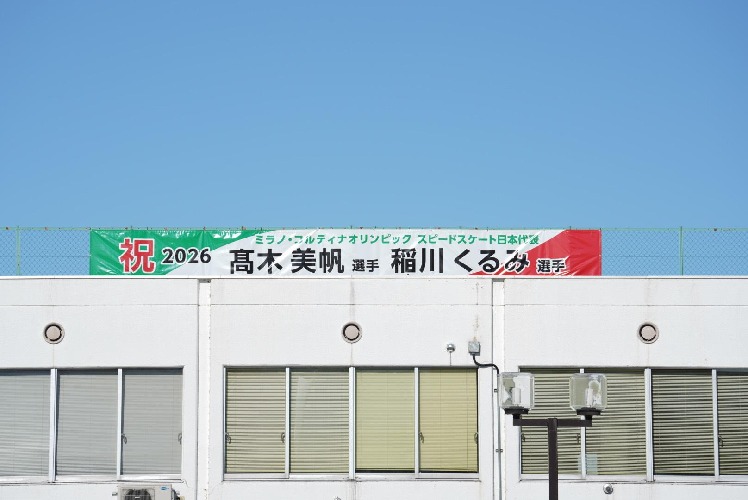 ミラノ・コルティナオリンピック スピードスケート日本代表
祝 2026 髙木 美帆 選手 稲川 くるみ 選手